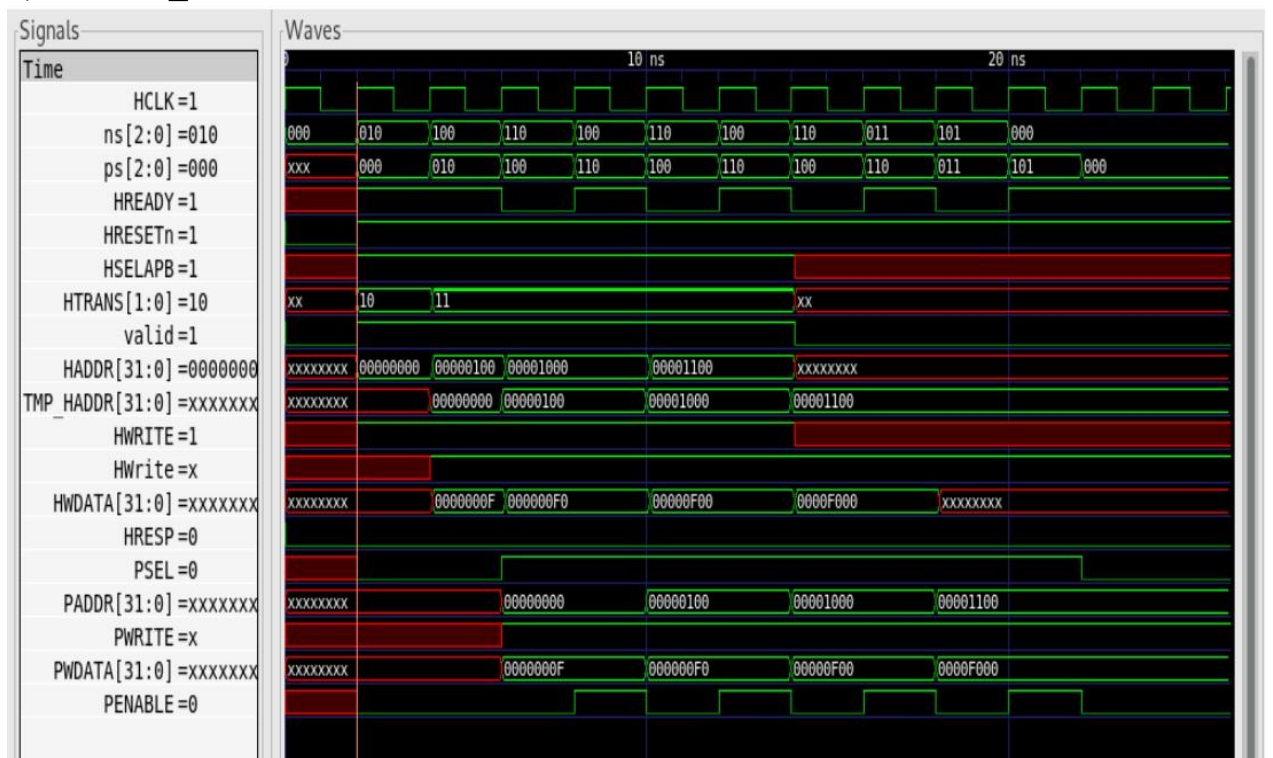 Signals Waves
Time 0 10 ns 20 ns
HCLK =1
ns[2:0] =010 000 010 100 110 100 110 100 110 011 101 000
ps[2:0] =000 xxx 000 010 100 110 100 110 100 110 011 101 000
HREADY =1
HRESETn =1
HSELAPB =1
HTRANS[1:0] =10 xx 10 11 xx
valid =1
HADDR[31:0] =0000000 xxxxxxxx 00000000 00000100 00001000 00001100 xxxxxxxx
TMP_HADDR[31:0] =xxxxxxx xxxxxxxx 00000000 00000100 00001000 00001100
HWRITE =1
HWrite =x
HWDATA[31:0] =xxxxxxx xxxxxxxx 0000000F 000000F0 00000F00 0000F000 xxxxxxxx
HRESP =0
PSEL =0
PADDR[31:0] =xxxxxxx xxxxxxxx 00000000 00000100 00001000 00001100
PWRITE =x
PWDATA[31:0] =xxxxxxx xxxxxxxx 0000000F 000000F0 00000F00 0000F000
PENABLE =0